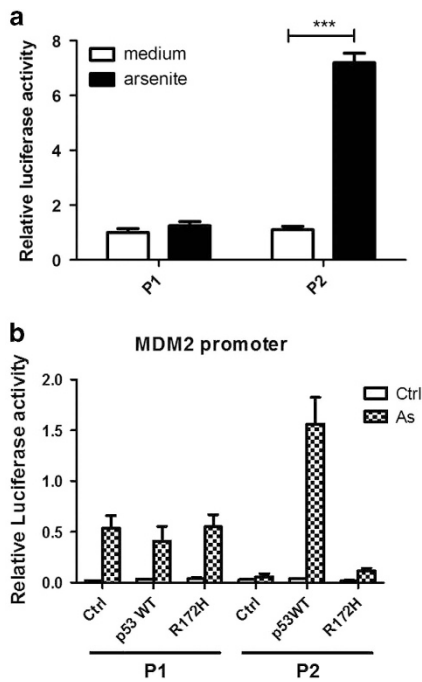 a
Relative luciferase activity
8
6
4
2
0
medium
arsenite
***
P1
P2
b
MDM2 promoter
Relative Luciferase activity
2.0
1.5
1.0
0.5
0.0
Ctrl
As
Ctrl
p53 WT
R172H
Ctrl
p53WT
R172H
P1
P2